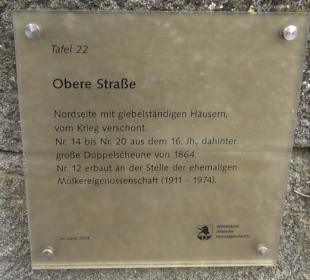 Tafel 22
Obere Straße
Nordseite mit giebelständigen Häusern,
vom Krieg verschont.
Nr. 14 bis Nr. 20 aus dem 16. Jh., dahinter
große Doppelscheune von 1864.
Nr. 12 erbaut an der Stelle der ehemaligen
Molkereigenossenschaft (1911 - 1974).